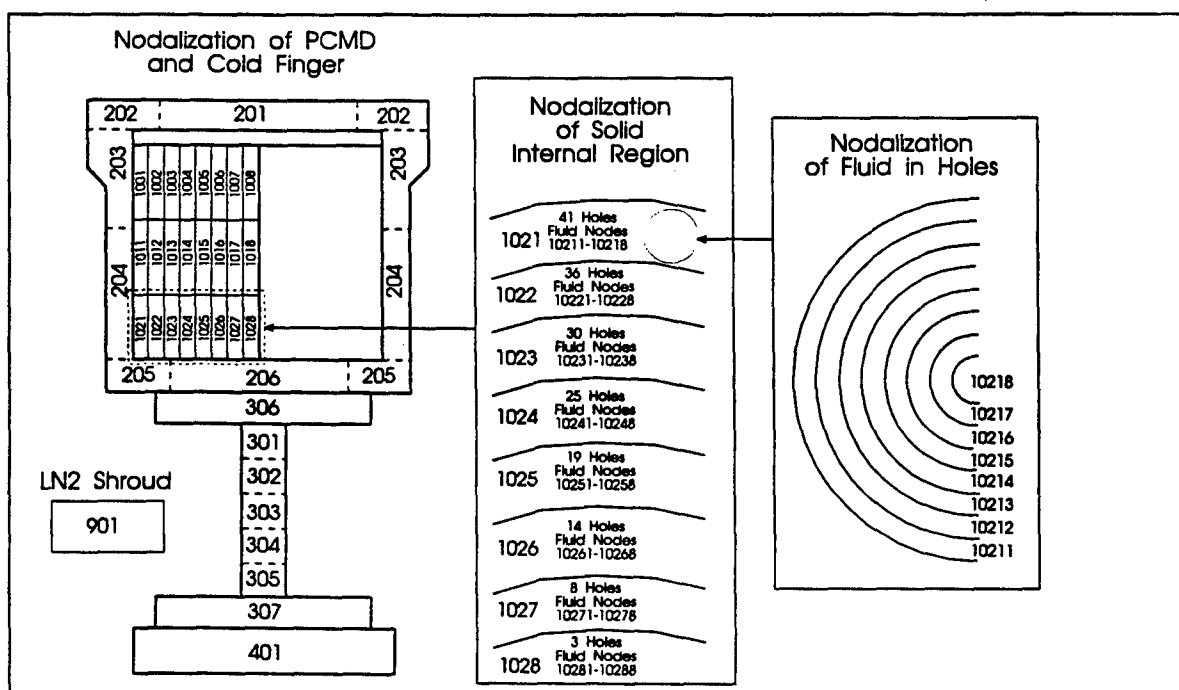 Nodalization of PCMD
and Cold Finger
202 201 202
203 203
1001 1002 1003 1004 1005 1006 1007 1008
1011 1012 1013 1014 1015 1016 1017 1018
204 204
1021 1022 1023 1024 1025 1026 1027 1028
205 206 205
306
301
302
303
304
305
307
401
LN2 Shroud
901
Nodalization
of Solid
Internal Region
41 Holes
1021 Fluid Nodes
10211-10218
36 Holes
1022 Fluid Nodes
10221-10228
30 Holes
1023 Fluid Nodes
10231-10238
25 Holes
1024 Fluid Nodes
10241-10248
19 Holes
1025 Fluid Nodes
10251-10258
14 Holes
1026 Fluid Nodes
10261-10268
8 Holes
1027 Fluid Nodes
10271-10278
3 Holes
1028 Fluid Nodes
10281-10288
Nodalization
of Fluid in Holes
10218
10217
10216
10215
10214
10213
10212
10211